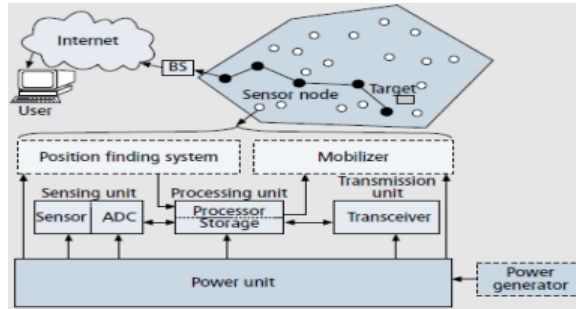 Internet
BS
User
Sensor node
Target
Position finding system
Mobilizer
Sensing unit
Processing unit
Transmission
unit
Sensor
ADC
Processor
Storage
Transceiver
Power unit
Power
generator